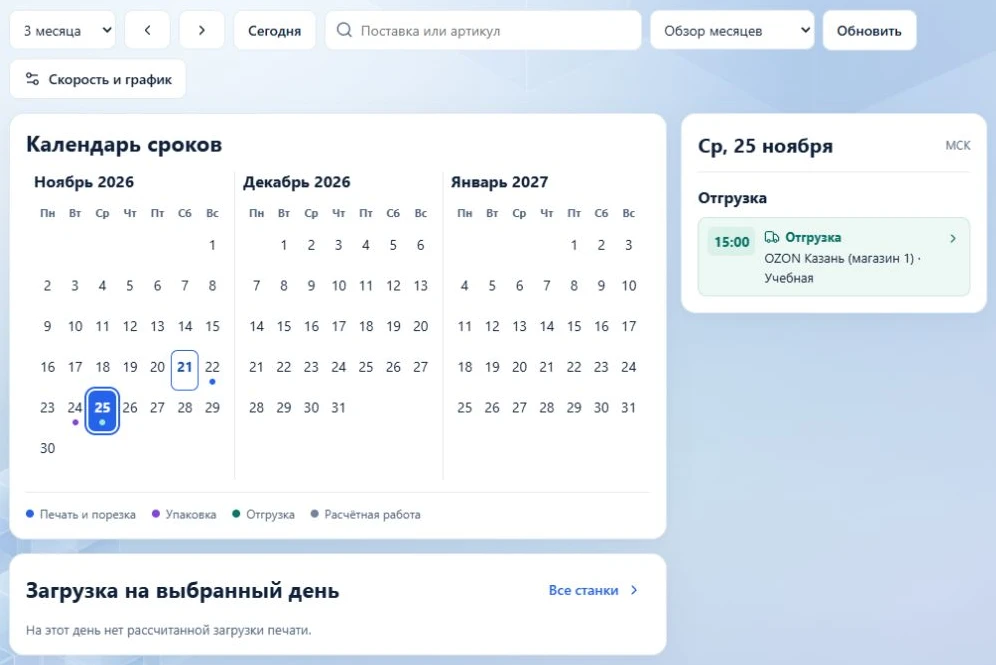 3 месяца
Сегодня
Поставка или артикул
Обзор месяцев
Обновить
Скорость и график
Календарь сроков
Ноябрь 2026
Пн Вт Ср Чт Пт Сб Вс
1
2 3 4 5 6 7 8
9 10 11 12 13 14 15
16 17 18 19 20 21 22
23 24 25 26 27 28 29
30
Декабрь 2026
Пн Вт Ср Чт Пт Сб Вс
1 2 3 4 5 6
7 8 9 10 11 12 13
14 15 16 17 18 19 20
21 22 23 24 25 26 27
28 29 30 31
Январь 2027
Пн Вт Ср Чт Пт Сб Вс
1 2 3
4 5 6 7 8 9 10
11 12 13 14 15 16 17
18 19 20 21 22 23 24
25 26 27 28 29 30 31
Печать и порезка Упаковка Отгрузка Расчётная работа
Ср, 25 ноября МСК
Отгрузка
15:00 Отгрузка
OZON Казань (магазин 1) ·
Учебная
Загрузка на выбранный день Все станки
На этот день нет рассчитанной загрузки печати.